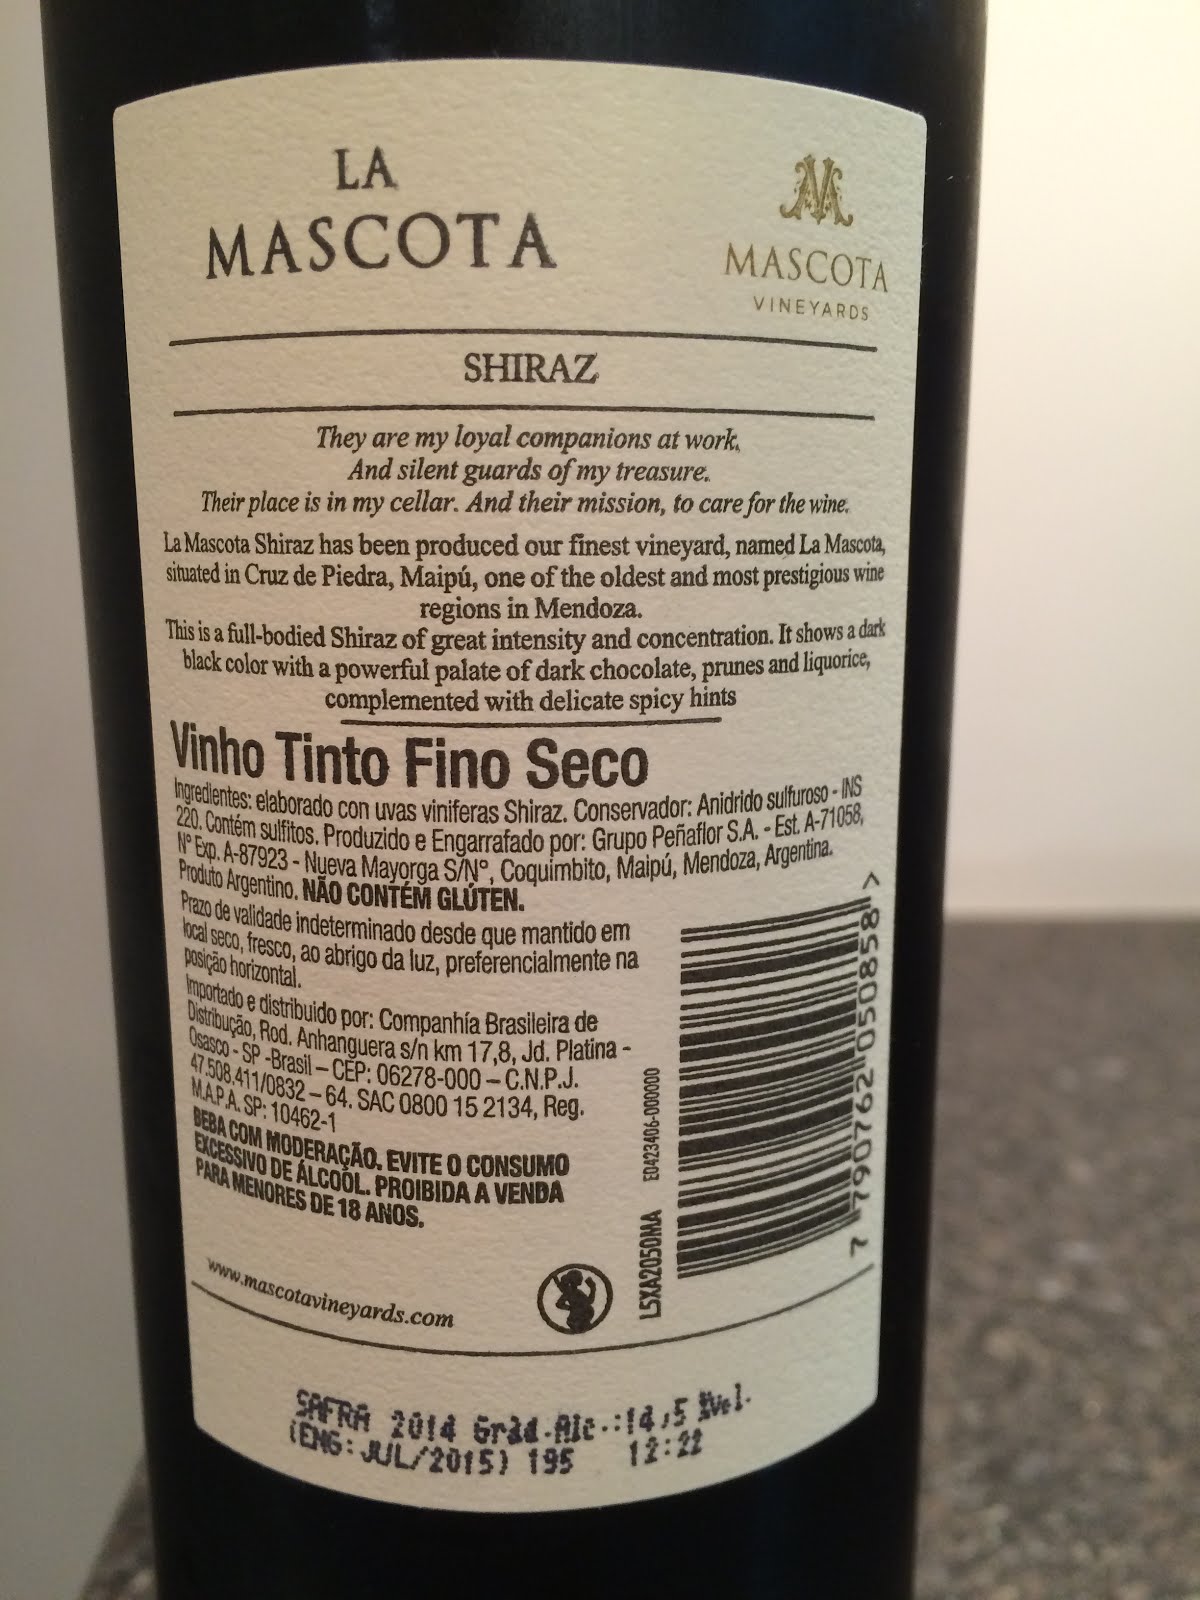 LA
MASCOTA
M
MASCOTA
VINEYARDS
SHIRAZ
They are my loyal companions at work.
And silent guards of my treasure.
Their place is in my cellar. And their mission, to care for the wine.
La Mascota Shiraz has been produced our finest vineyard, named La Mascota,
situated in Cruz de Piedra, Maipú, one of the oldest and most prestigious wine
regions in Mendoza.
This is a full-bodied Shiraz of great intensity and concentration. It shows a dark
black color with a powerful palate of dark chocolate, prunes and liquorice,
complemented with delicate spicy hints
Vinho Tinto Fino Seco
Ingredientes: elaborado con uvas viniferas Shiraz. Conservador: Anidrido sulfuroso - INS
220. Contém sulfitos. Produzido e Engarrafado por: Grupo Peñaflor S.A. - Est. A-71058,
N° Exp. A-87923 - Nueva Mayorga S/N°, Coquimbito, Maipú, Mendoza, Argentina.
Produto Argentino. NÃO CONTÉM GLÚTEN.
Prazo de validade indeterminado desde que mantido em
local seco, fresco, ao abrigo da luz, preferencialmente na
posição horizontal.
Importado e distribuido por: Companhía Brasileira de
Distribução, Rod. Anhanguera s/n km 17,8, Jd. Platina -
Osasco - SP -Brasil – CEP: 06278-000 – C.N.P.J.
47.508.411/0832 – 64. SAC 0800 15 2134, Reg.
M.A.P.A. SP: 10462-1
BEBA COM MODERAÇÃO. EVITE O CONSUMO
EXCESSIVO DE ÁLCOOL. PROIBIDA A VENDA
PARA MENORES DE 18 ANOS.
L5XA2050MA E0423406-000000
7 790762 050858 >
www.mascotavineyards.com
SAFRA 2014 Grad.Alc.:14,5 %Vol.
(ENG: JUL/2015) 195 12:22